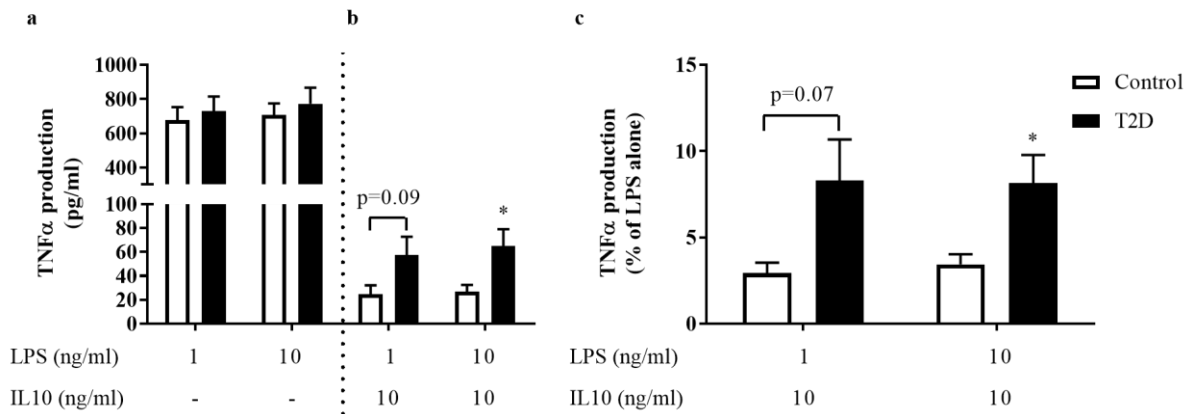 a
b
c
1000
800
600
400
100
80
60
40
20
0
TNFα production
(pg/ml)
p=0.09
*
LPS (ng/ml) 1 10 1 10
IL10 (ng/ml) - - 10 10
15
10
5
0
TNFα production
(% of LPS alone)
p=0.07
*
Control
T2D
1 10
10 10